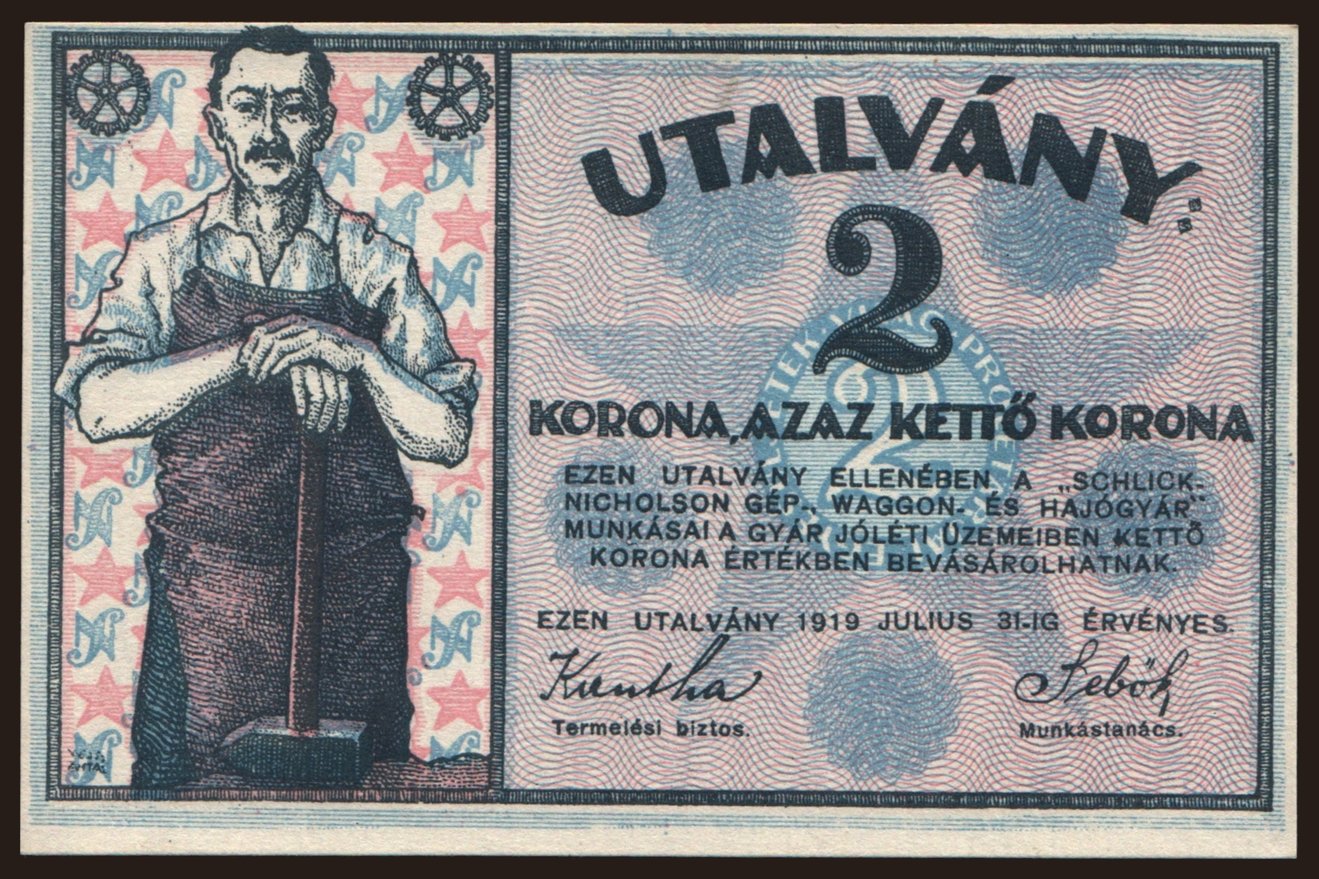 UTALVÁNY:
2
KORONA, AZAZ KETTŐ KORONA
EZEN UTALVÁNY ELLENÉBEN A „SCHLICK-
NICHOLSON GÉP-, WAGGON- ÉS HAJÓGYÁR"
MUNKÁSAI A GYÁR JÓLÉTI ÜZEMEIBEN KETTŐ
KORONA ÉRTÉKBEN BEVÁSÁROLHATNAK.
EZEN UTALVÁNY 1919 JULIUS 31-IG ÉRVÉNYES.
Kuntha
Sebők
Termelési biztos.
Munkástanács.
2